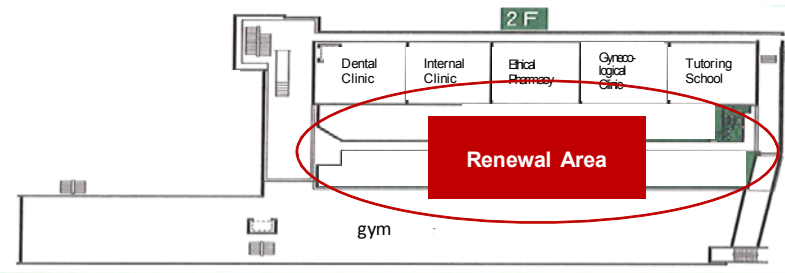 2F
Dental
Clinic
Internal
Clinic
Ethical
Pharmacy
Gyneco-
logical
Clinic
Tutoring
School
Renewal Area
gym